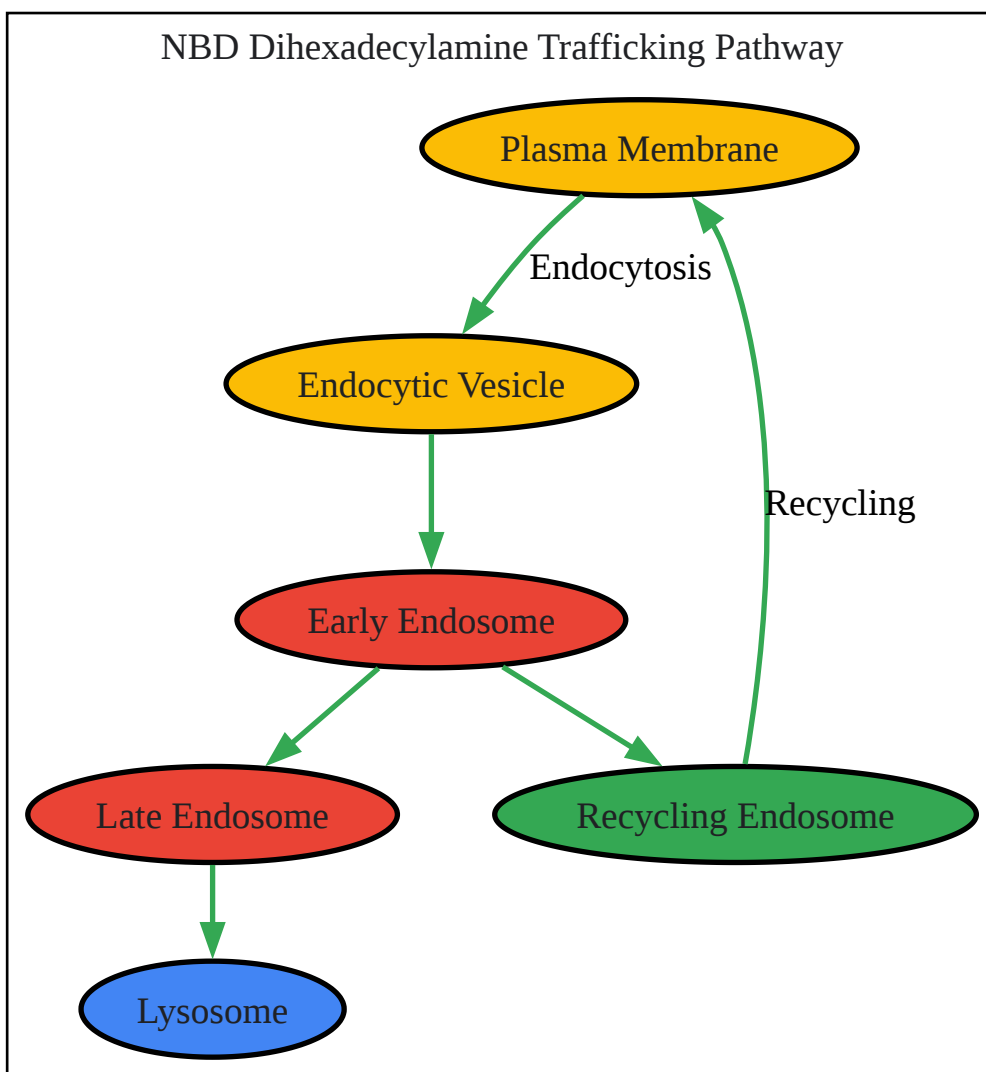 NBD Dihexadecylamine Trafficking Pathway
Plasma Membrane
Endocytosis
Endocytic Vesicle
Recycling
Early Endosome
Late Endosome
Recycling Endosome
Lysosome